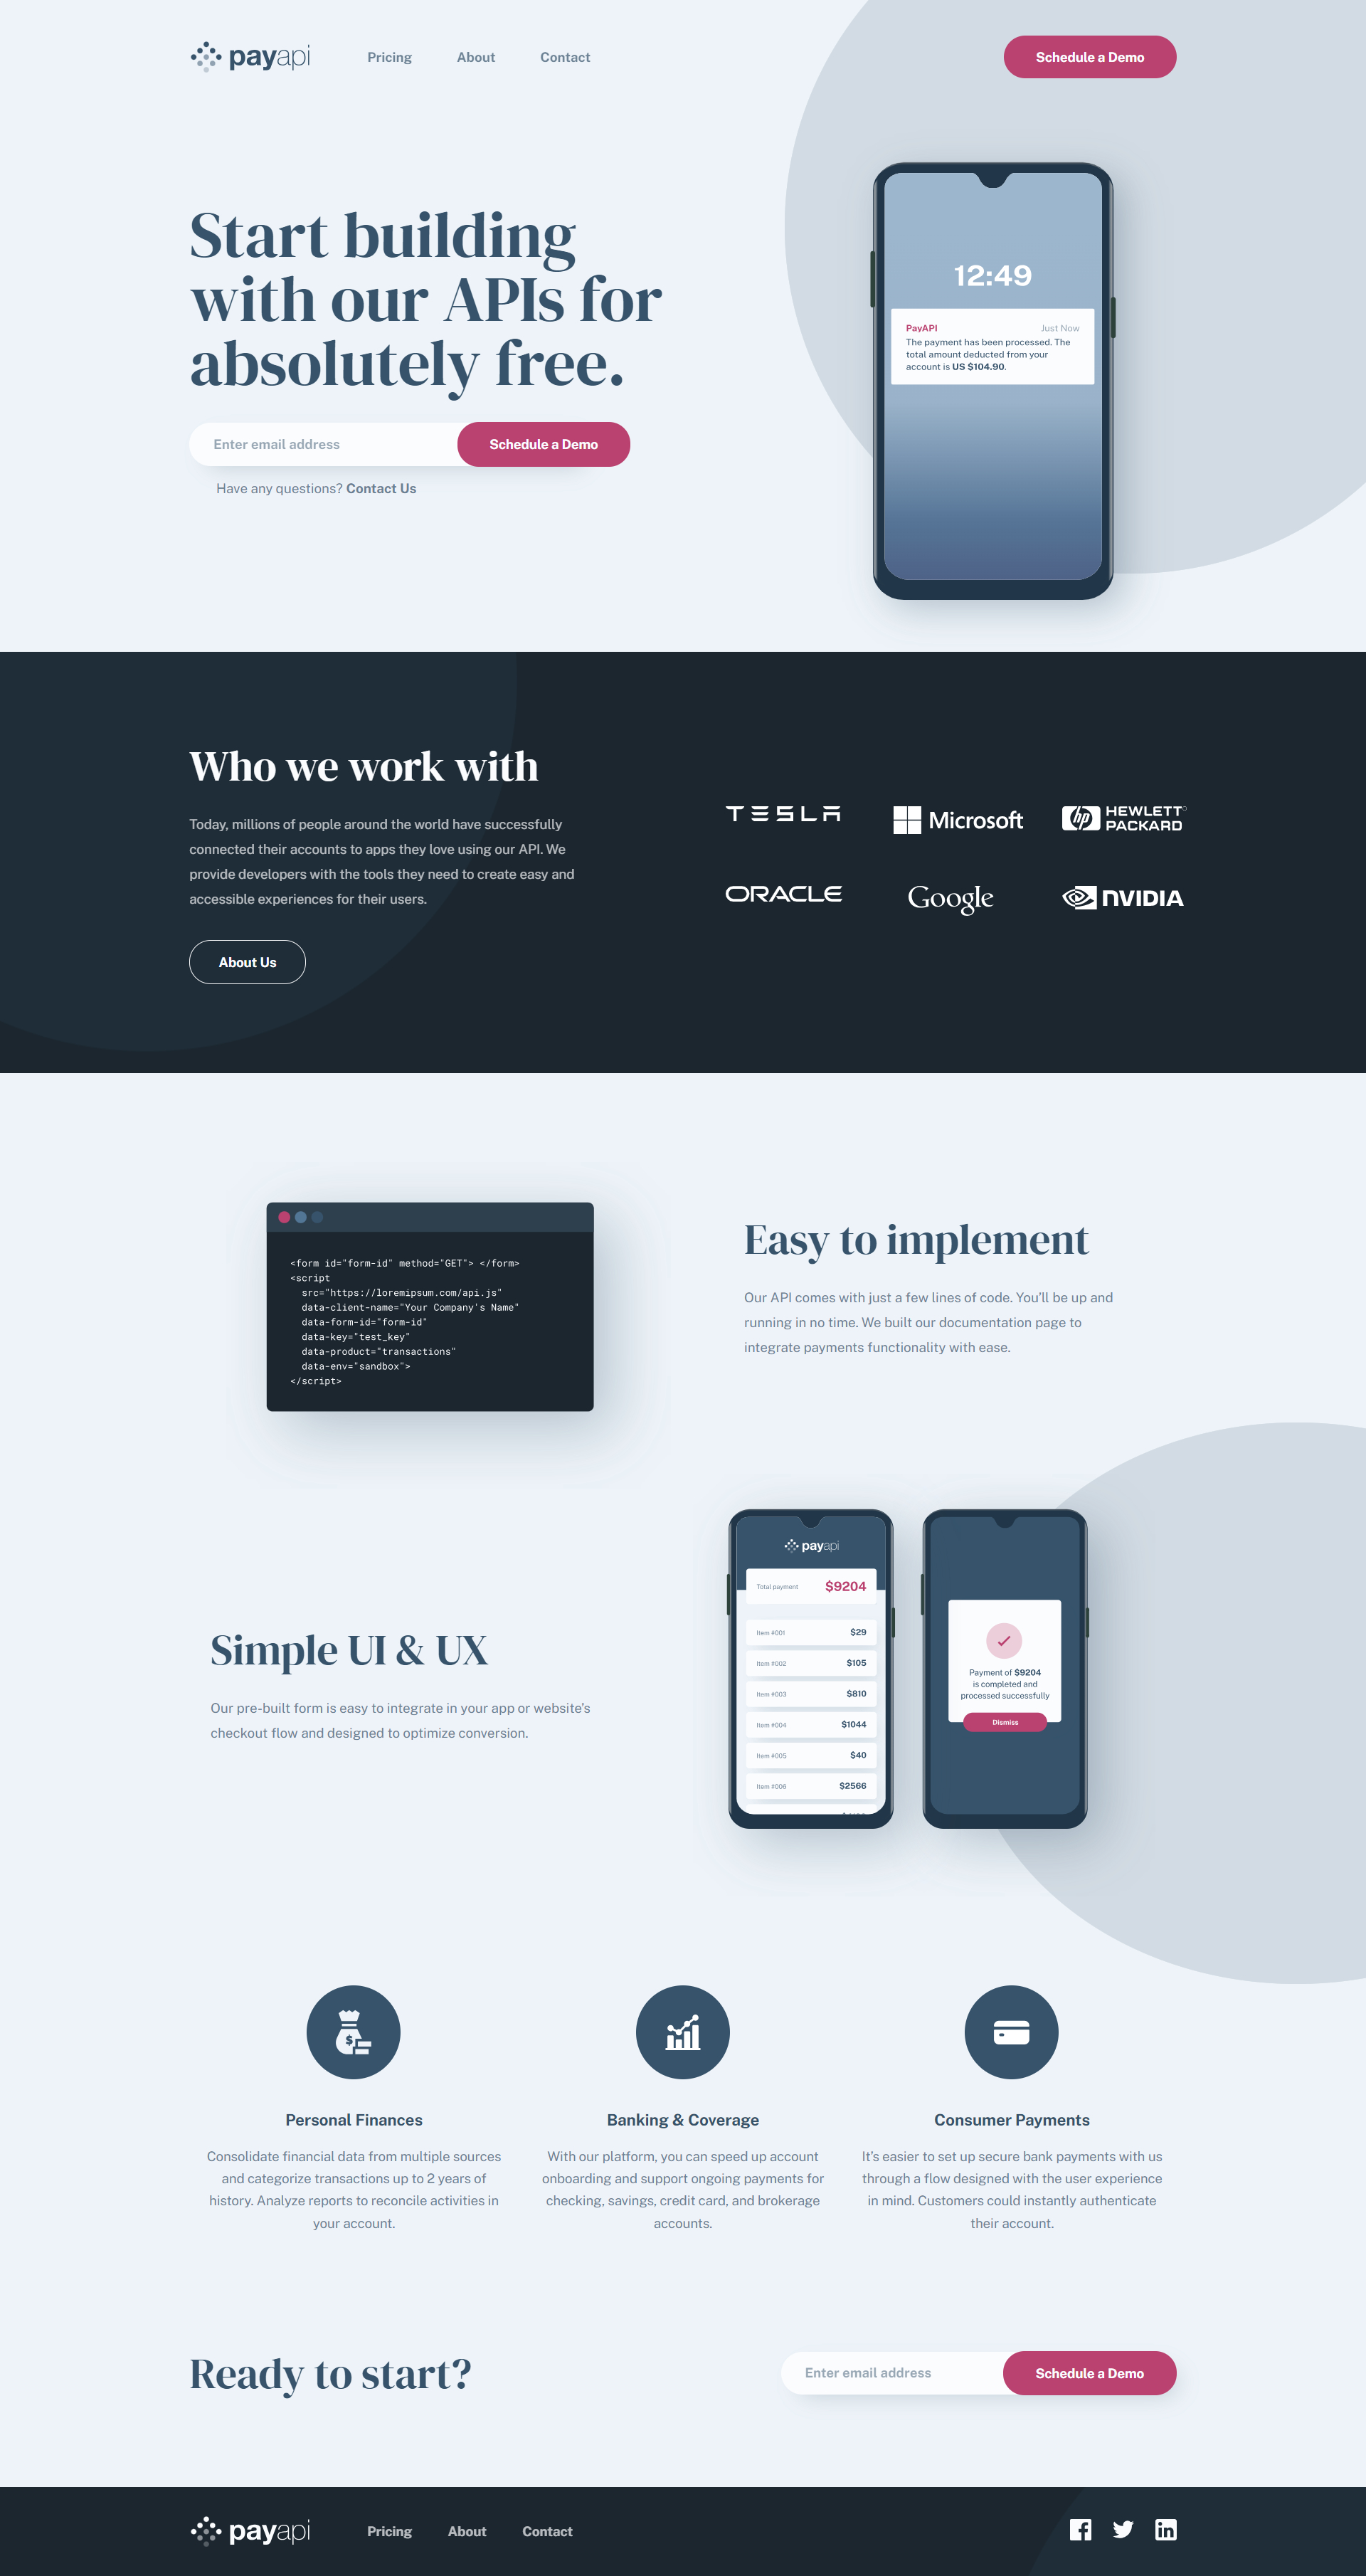 payapi
Pricing
About
Contact
Schedule a Demo
Start building
with our APIs for
absolutely free.
Enter email address
Schedule a Demo
Have any questions? Contact Us
12:49
PayAPI
Just Now
The payment has been processed. The
total amount deducted from your
account is US $104.90.
Who we work with
Today, millions of people around the world have successfully
connected their accounts to apps they love using our API. We
provide developers with the tools they need to create easy and
accessible experiences for their users.
About Us
TESLA
Microsoft
hp HEWLETT
PACKARD
ORACLE
Google
NVIDIA
<form id="form-id" method="GET"> </form>
<script
src="https://loremipsum.com/api.js"
data-client-name="Your Company's Name"
data-form-id="form-id"
data-key="test_key"
data-product="transactions"
data-env="sandbox">
</script>
Easy to implement
Our API comes with just a few lines of code. You’ll be up and
running in no time. We built our documentation page to
integrate payments functionality with ease.
Simple UI & UX
Our pre-built form is easy to integrate in your app or website’s
checkout flow and designed to optimize conversion.
payapi
Total payment $9204
Item #001 $29
Item #002 $105
Item #003 $810
Item #004 $1044
Item #005 $40
Item #006 $2566
Payment of $9204
is completed and
processed successfully
Dismiss
Personal Finances
Consolidate financial data from multiple sources
and categorize transactions up to 2 years of
history. Analyze reports to reconcile activities in
your account.
Banking & Coverage
With our platform, you can speed up account
onboarding and support ongoing payments for
checking, savings, credit card, and brokerage
accounts.
Consumer Payments
It’s easier to set up secure bank payments with us
through a flow designed with the user experience
in mind. Customers could instantly authenticate
their account.
Ready to start?
Enter email address
Schedule a Demo
payapi
Pricing
About
Contact